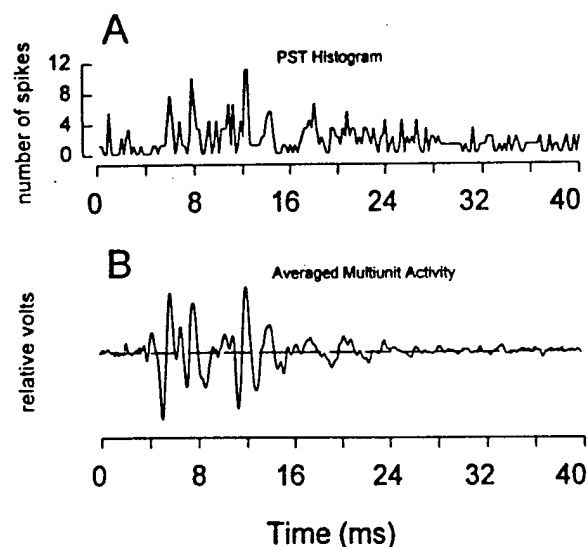 A
PST Histogram
number of spikes
12
8
4
0
0 8 16 24 32 40
B
Averaged Multiunit Activity
relative volts
0 8 16 24 32 40
Time (ms)